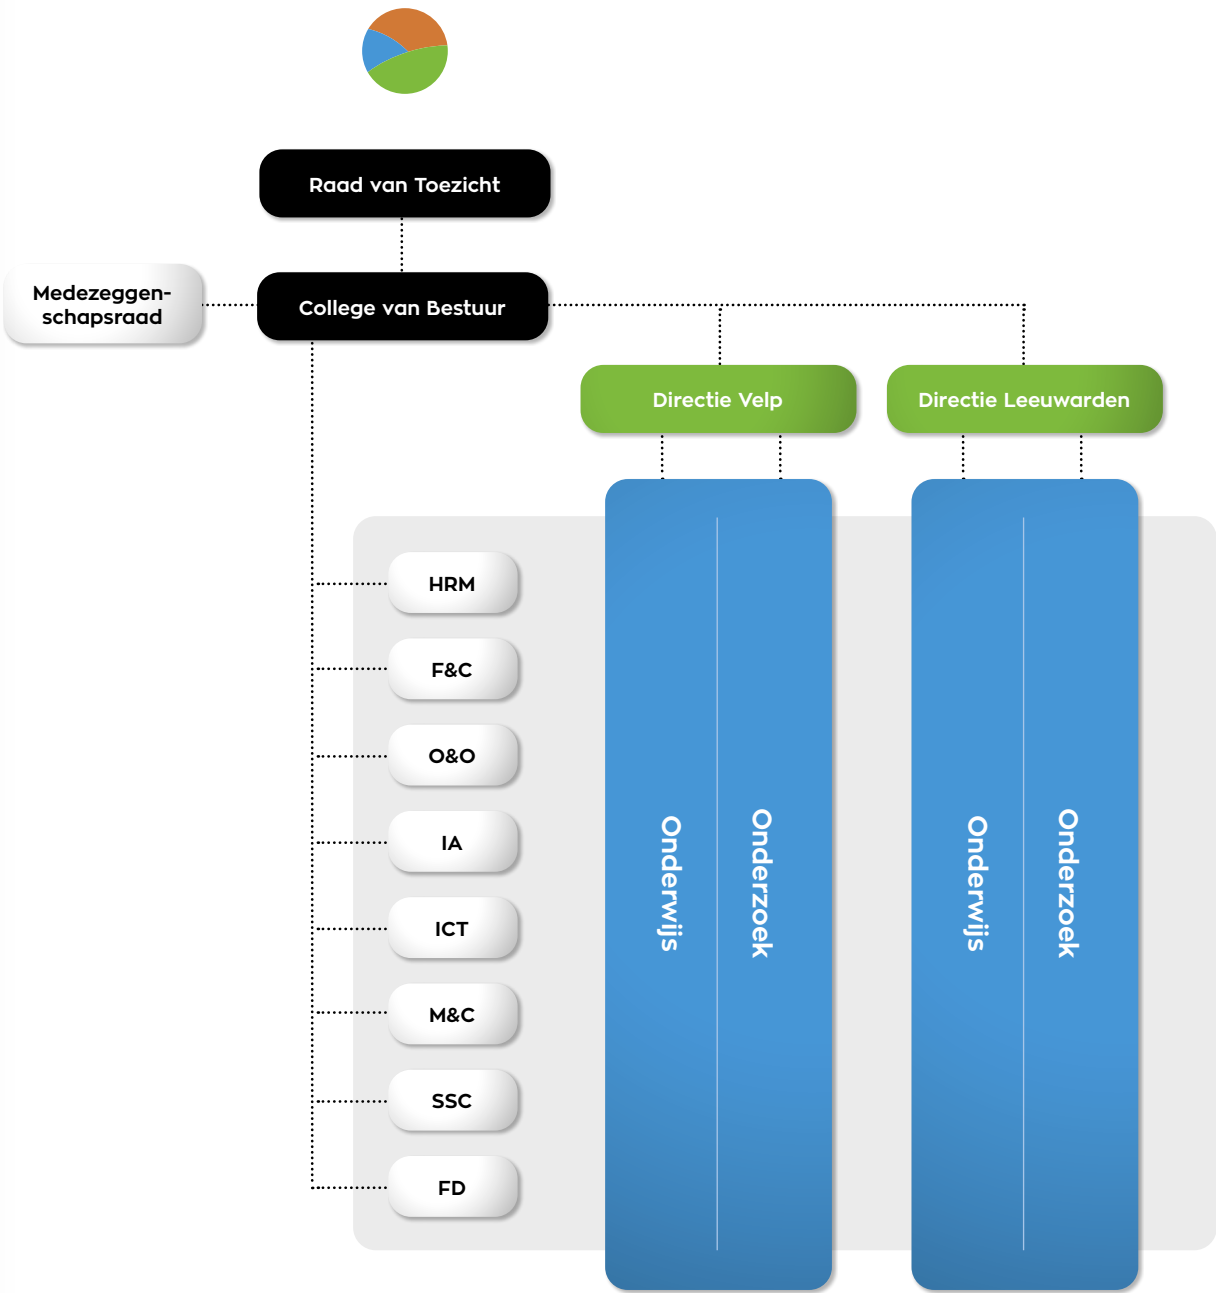 Raad van Toezicht
Medezeggen-
schapsraad
College van Bestuur
Directie Velp
Directie Leeuwarden
HRM
F&C
O&O
IA
ICT
M&C
SSC
FD
Onderwijs
Onderzoek
Onderwijs
Onderzoek